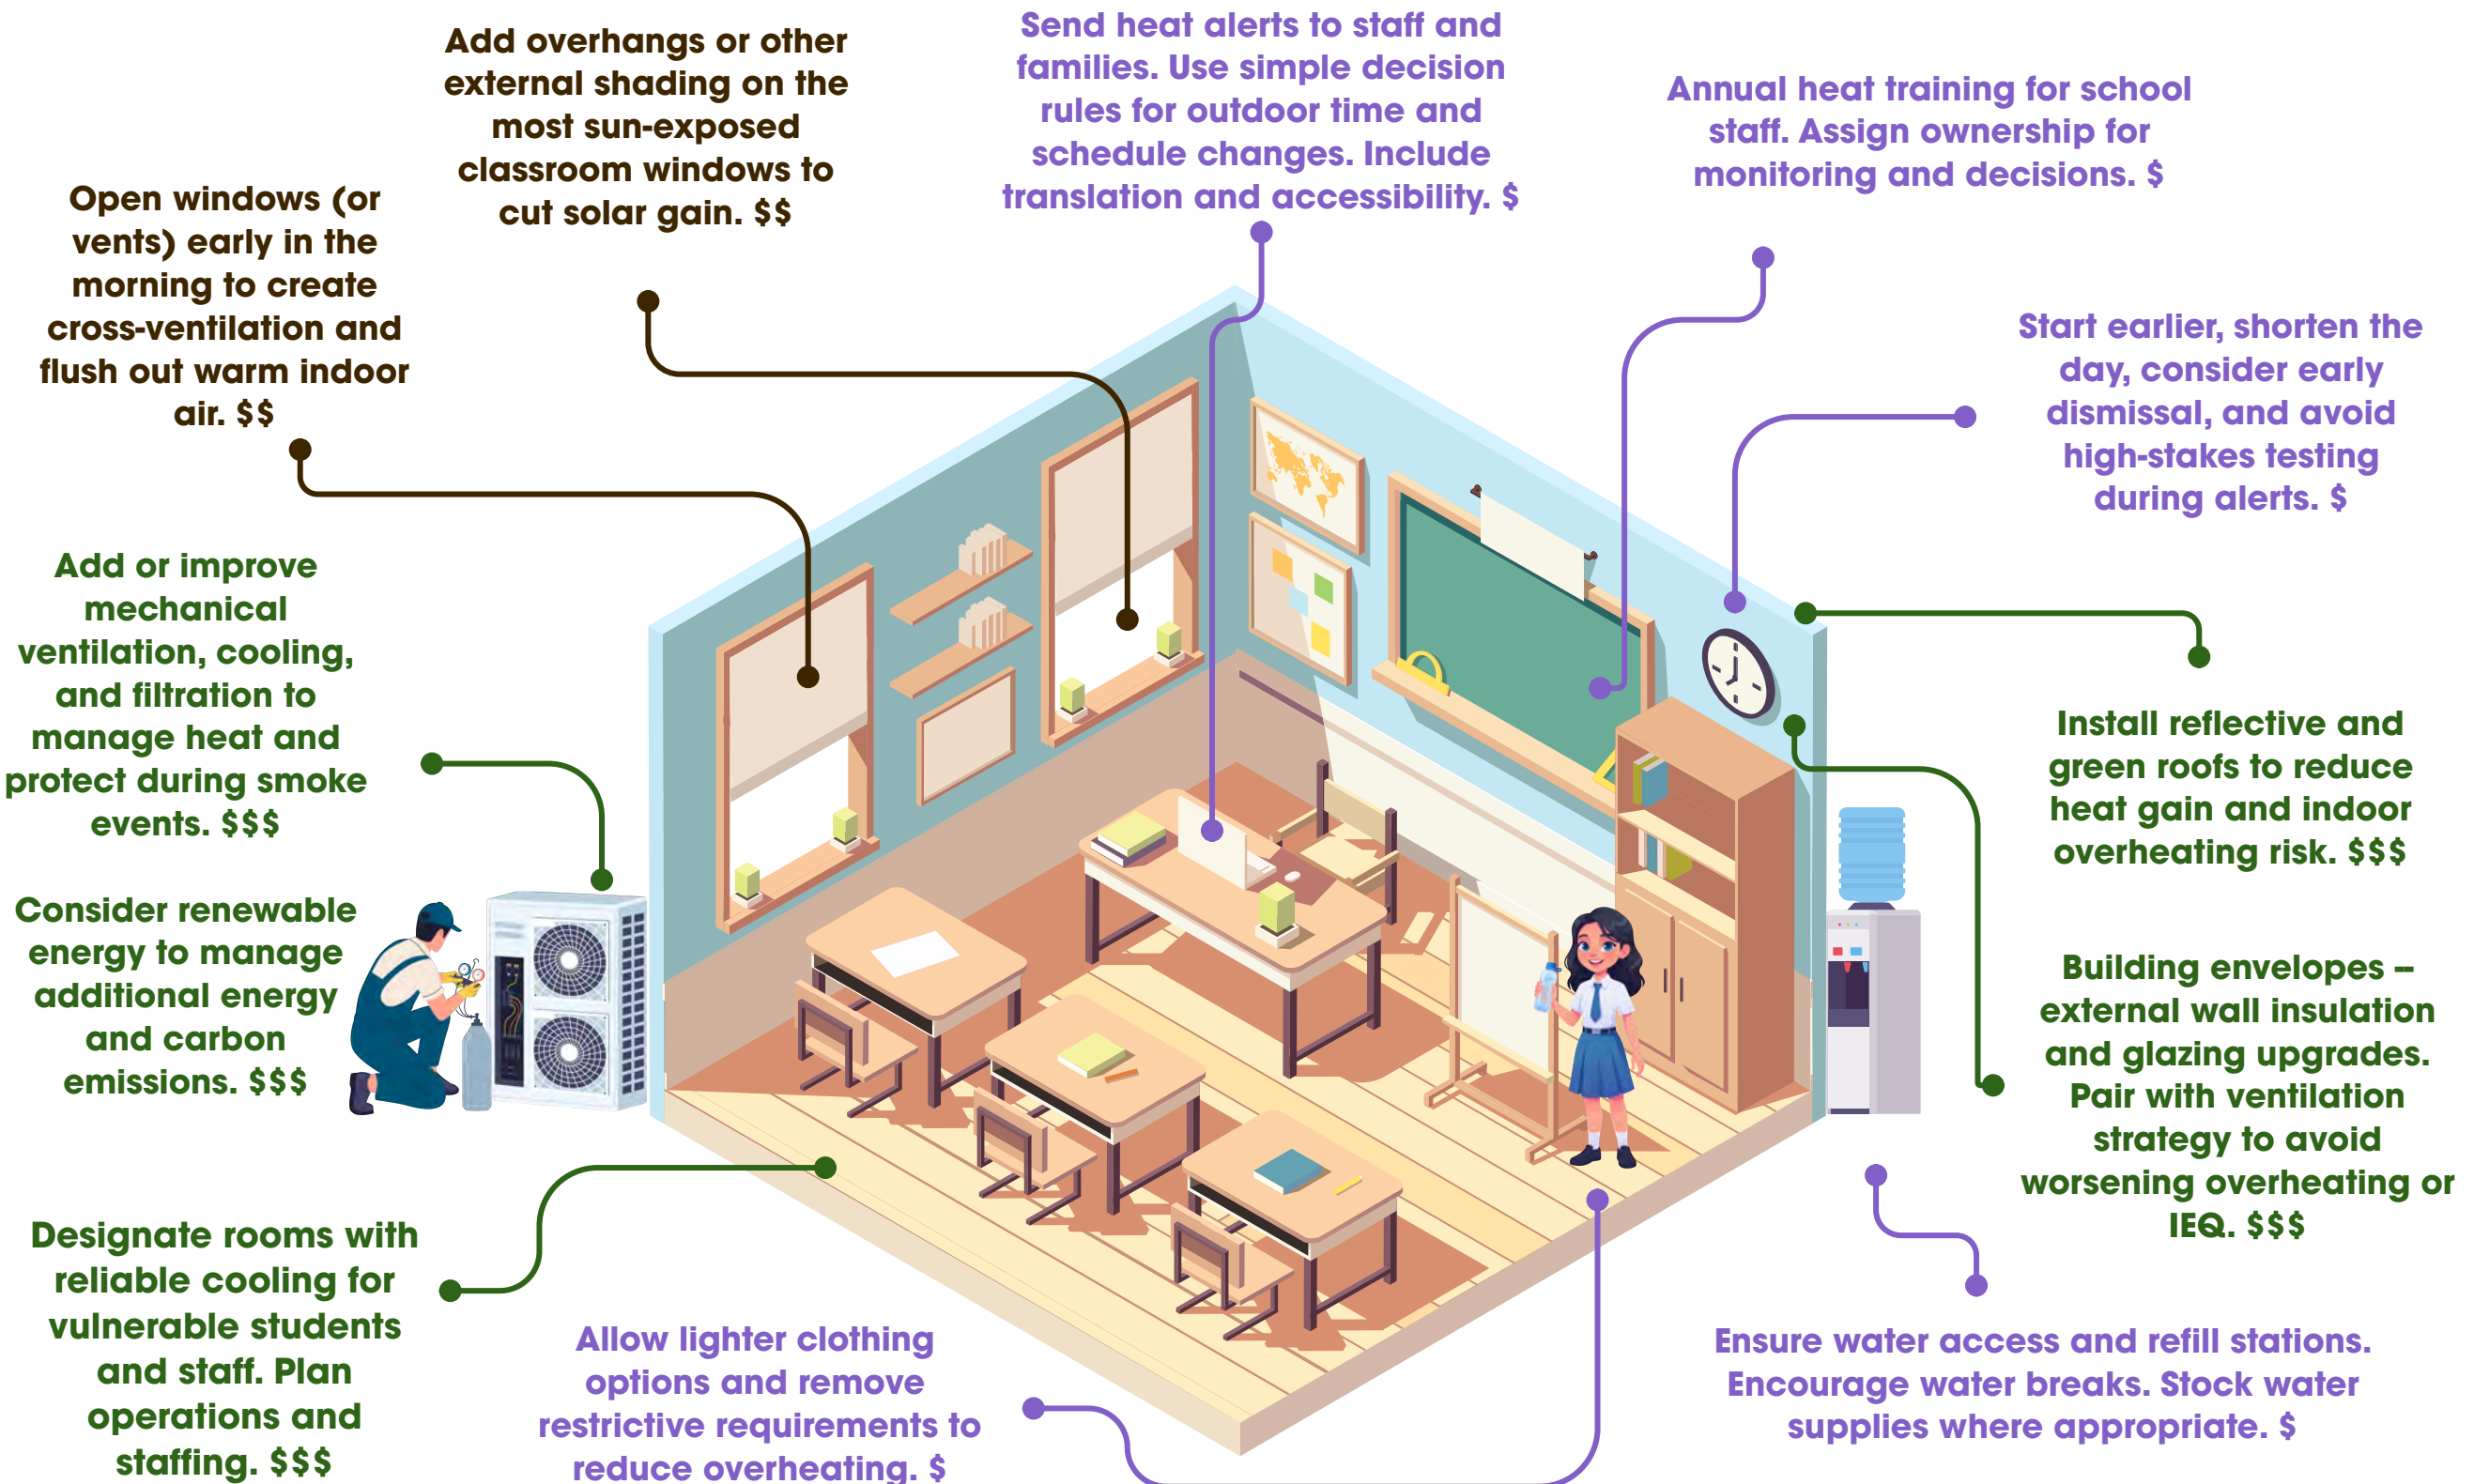 Add overhangs or other
external shading on the
most sun-exposed
classroom windows to
cut solar gain. $$
Send heat alerts to staff and
families. Use simple decision
rules for outdoor time and
schedule changes. Include
translation and accessibility. $
Annual heat training for school
staff. Assign ownership for
monitoring and decisions. $
Open windows (or
vents) early in the
morning to create
cross-ventilation and
flush out warm indoor
air. $$
Start earlier, shorten the
day, consider early
dismissal, and avoid
high-stakes testing
during alerts. $
Add or improve
mechanical
ventilation, cooling,
and filtration to
manage heat and
protect during smoke
events. $$$
Install reflective and
green roofs to reduce
heat gain and indoor
overheating risk. $$$
Consider renewable
energy to manage
additional energy
and carbon
emissions. $$$
Building envelopes –
external wall insulation
and glazing upgrades.
Pair with ventilation
strategy to avoid
worsening overheating or
IEQ. $$$
Designate rooms with
reliable cooling for
vulnerable students
and staff. Plan
operations and
staffing. $$$
Allow lighter clothing
options and remove
restrictive requirements to
reduce overheating. $
Ensure water access and refill stations.
Encourage water breaks. Stock water
supplies where appropriate. $